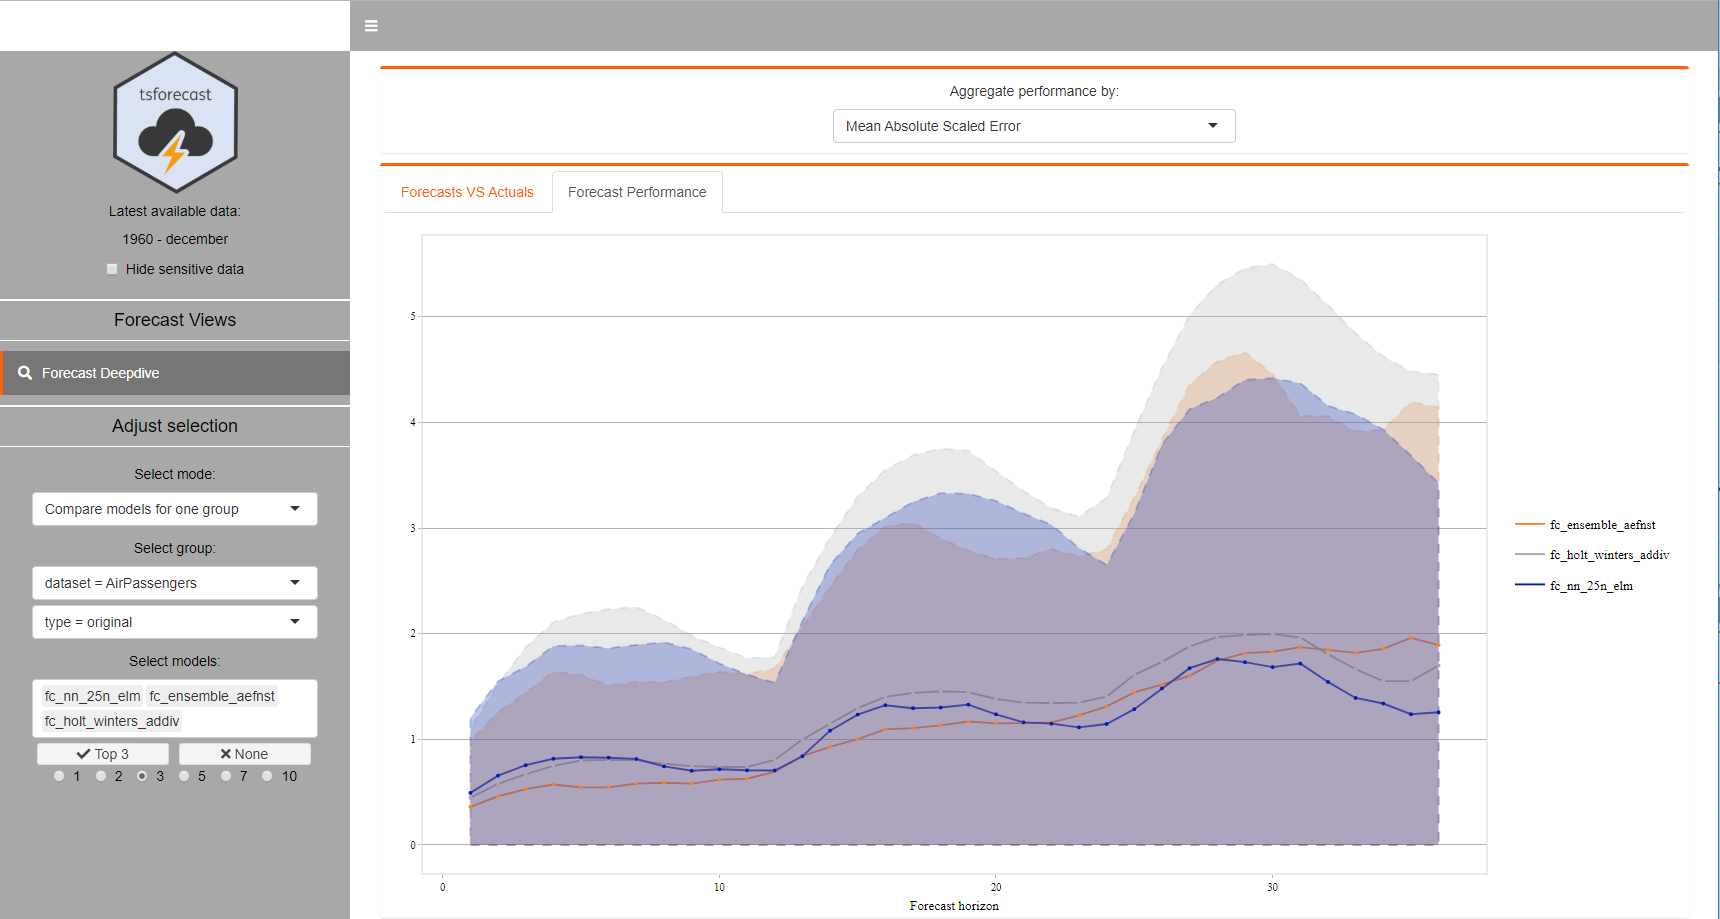 tsforecast
Latest available data:
1960 - december
Hide sensitive data
Forecast Views
Forecast Deepdive
Adjust selection
Select mode:
Compare models for one group
Select group:
dataset = AirPassengers
type = original
Select models:
fc_nn_25n_elm fc_ensemble_aefnst
fc_holt_winters_addiv
Top 3 None
1 2 3 5 7 10
Aggregate performance by:
Mean Absolute Scaled Error
Forecasts VS Actuals Forecast Performance
5
4
3
2
1
0
0 10 20 30
Forecast horizon
fc_ensemble_aefnst
fc_holt_winters_addiv
fc_nn_25n_elm